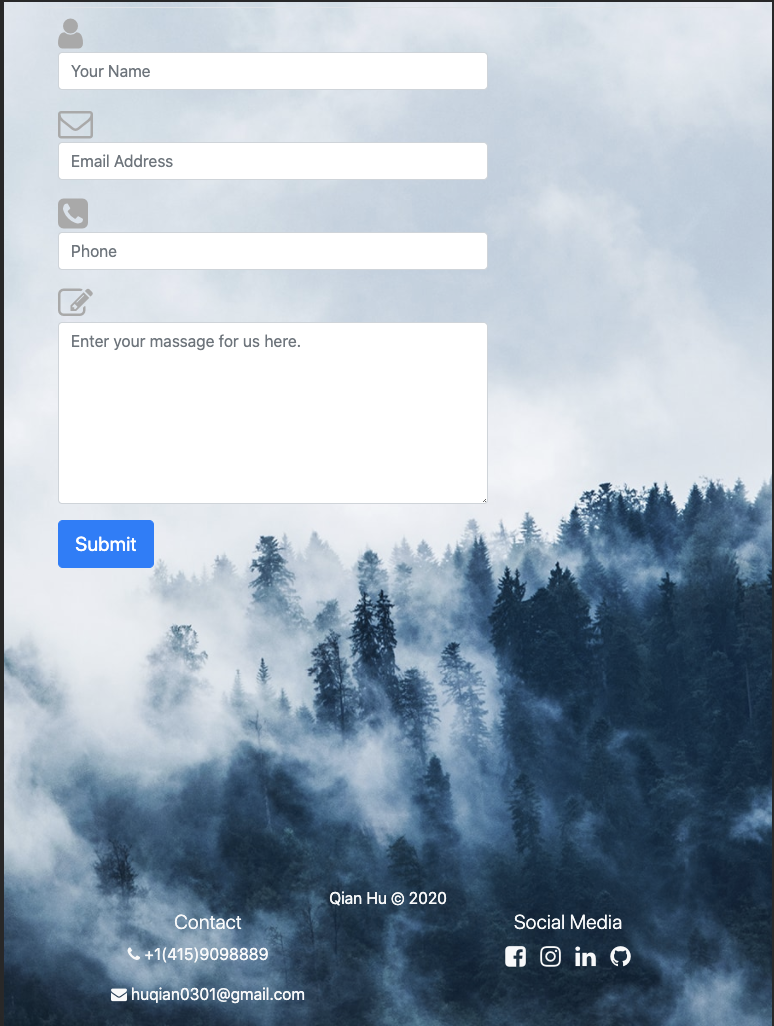 Your Name
Email Address
Phone
Enter your massage for us here.
Submit
Qian Hu © 2020
Contact
Social Media
+1(415)9098889
huqian0301@gmail.com